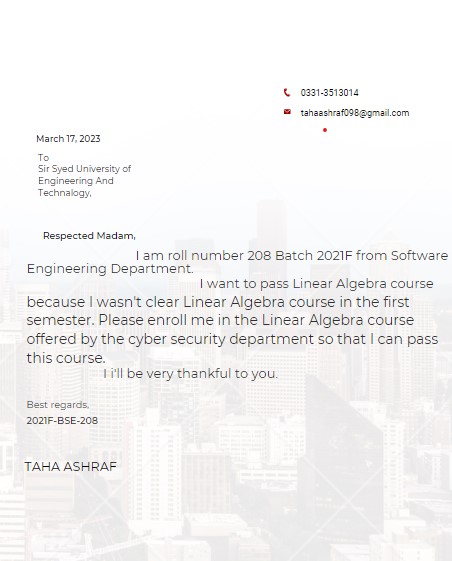 0331-3513014
tahaashraf098@gmail.com
March 17, 2023
To
Sir Syed University of
Engineering And
Technalogy,
Respected Madam,
I am roll number 208 Batch 2021F from Software
Engineering Department.
I want to pass Linear Algebra course
because I wasn't clear Linear Algebra course in the first
semester. Please enroll me in the Linear Algebra course
offered by the cyber security department so that I can pass
this course.
I i'll be very thankful to you.
Best regards.
2021F-BSE-208
TAHA ASHRAF